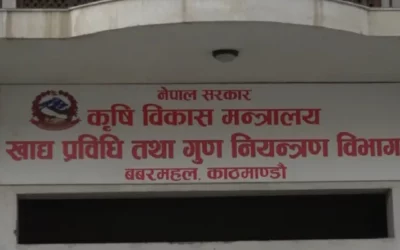 नेपाल सरकार
कृषि विकास मन्त्रालय
खाद्य प्रविधि तथा गुण नियन्त्रण विभाग
बबरमहल, काठमाण्डौ